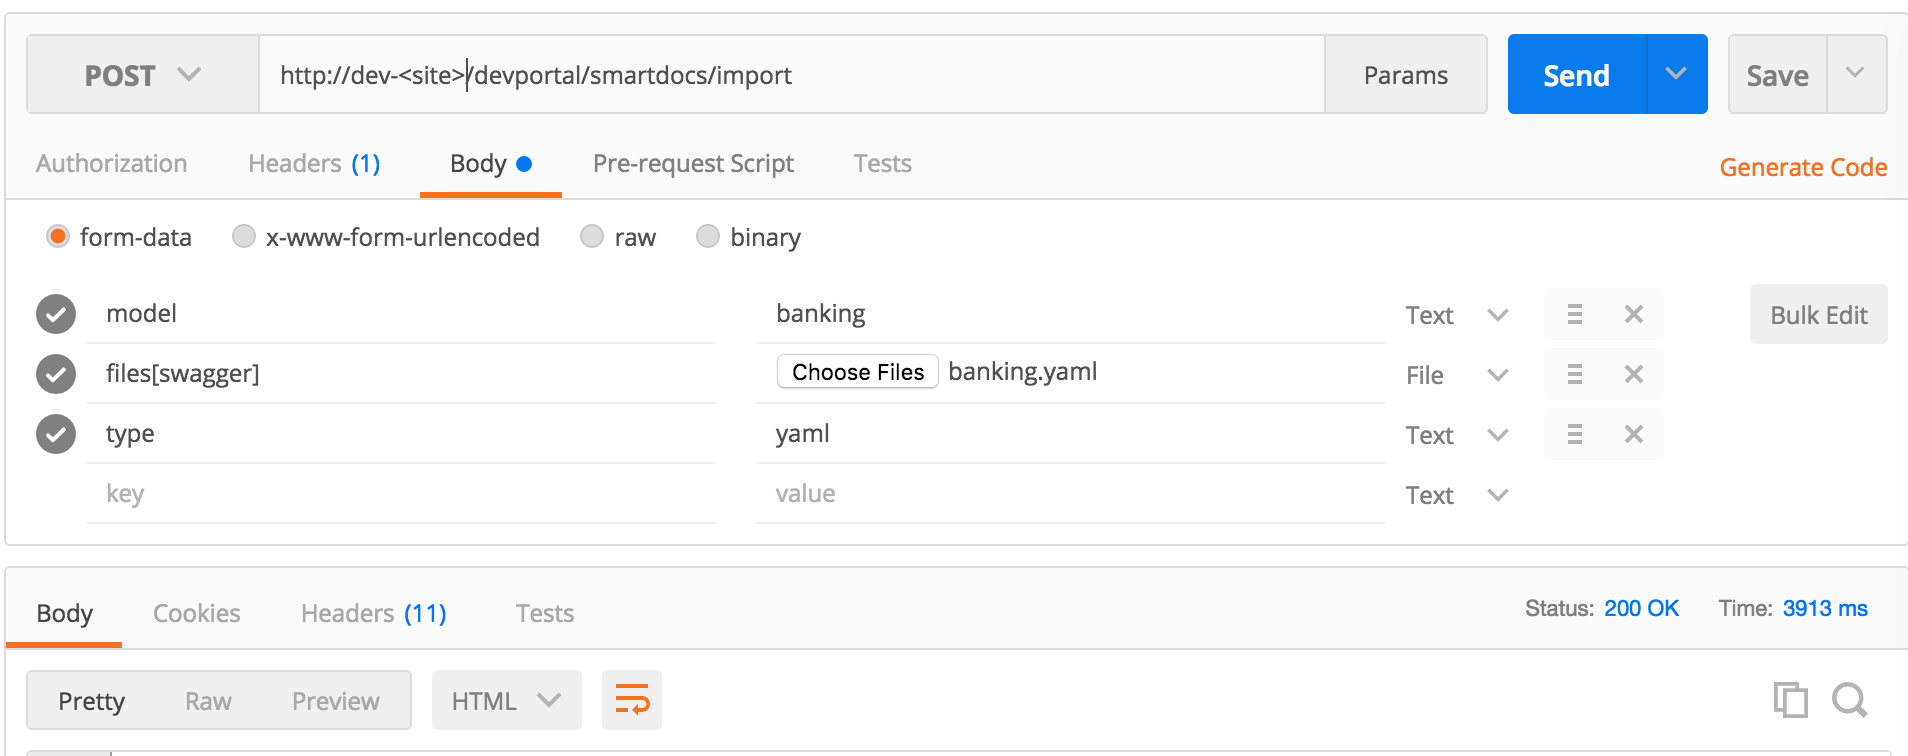 POST http://dev-<site>/devportal/smartdocs/import Params Send Save
Authorization Headers (1) Body Pre-request Script Tests Generate Code
form-data x-www-form-urlencoded raw binary
model banking Text Bulk Edit
files[swagger] Choose Files banking.yaml File
type yaml Text
key value Text
Body Cookies Headers (11) Tests Status: 200 OK Time: 3913 ms
Pretty Raw Preview HTML